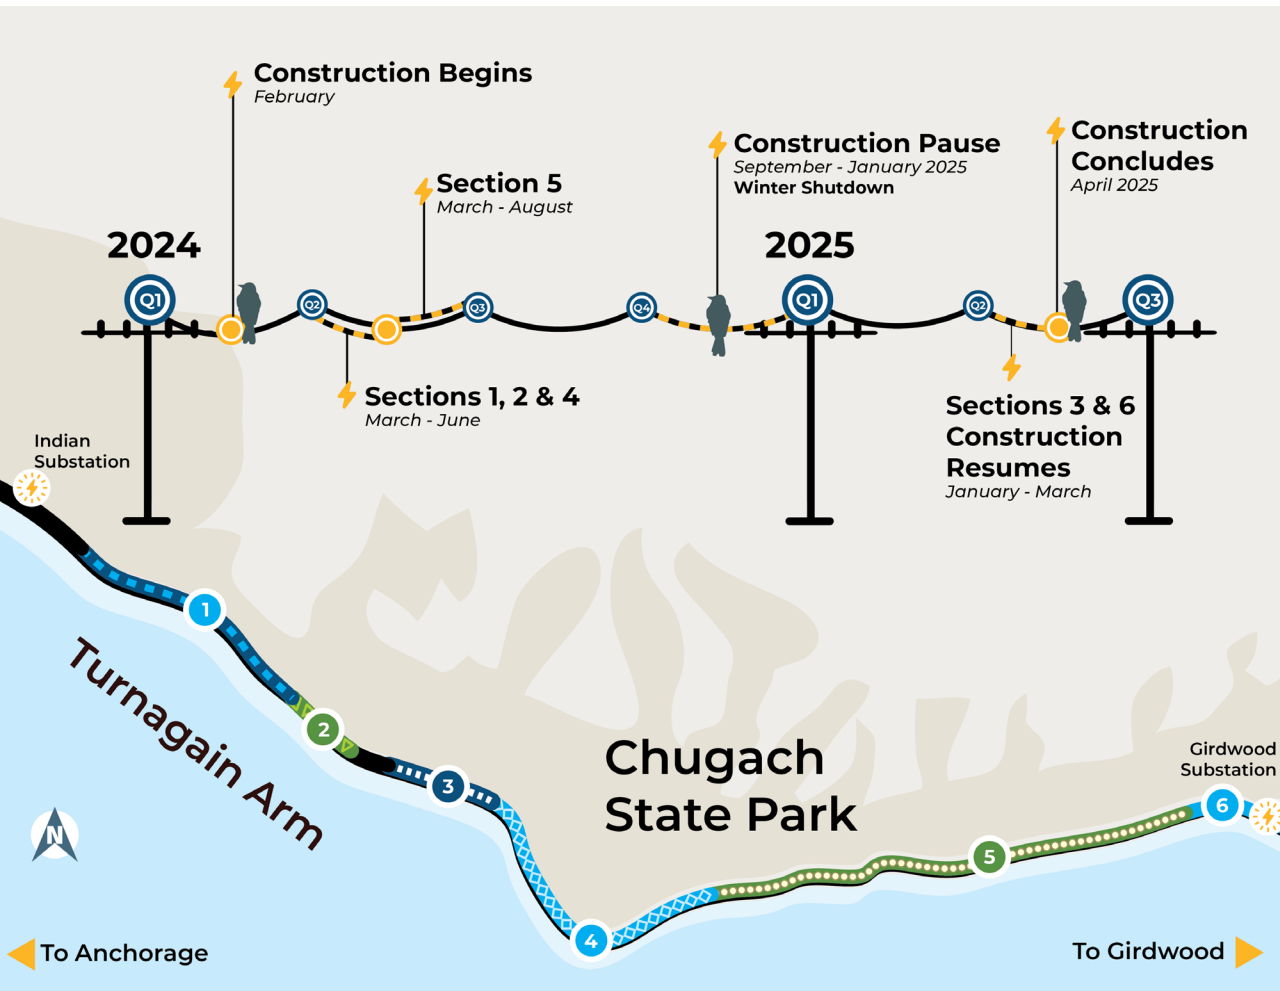 Construction Begins
February
Construction
Concludes
April 2025
Construction Pause
September - January 2025
Winter Shutdown
Section 5
March - August
2024
2025
Q1
Q2
Q3
Q4
Q1
Q2
Q3
Sections 1, 2 & 4
March - June
Sections 3 & 6
Construction
Resumes
January - March
Indian
Substation
1
2
3
4
5
6
Turnagain Arm
Chugach
State Park
Girdwood
Substation
N
To Anchorage
To Girdwood